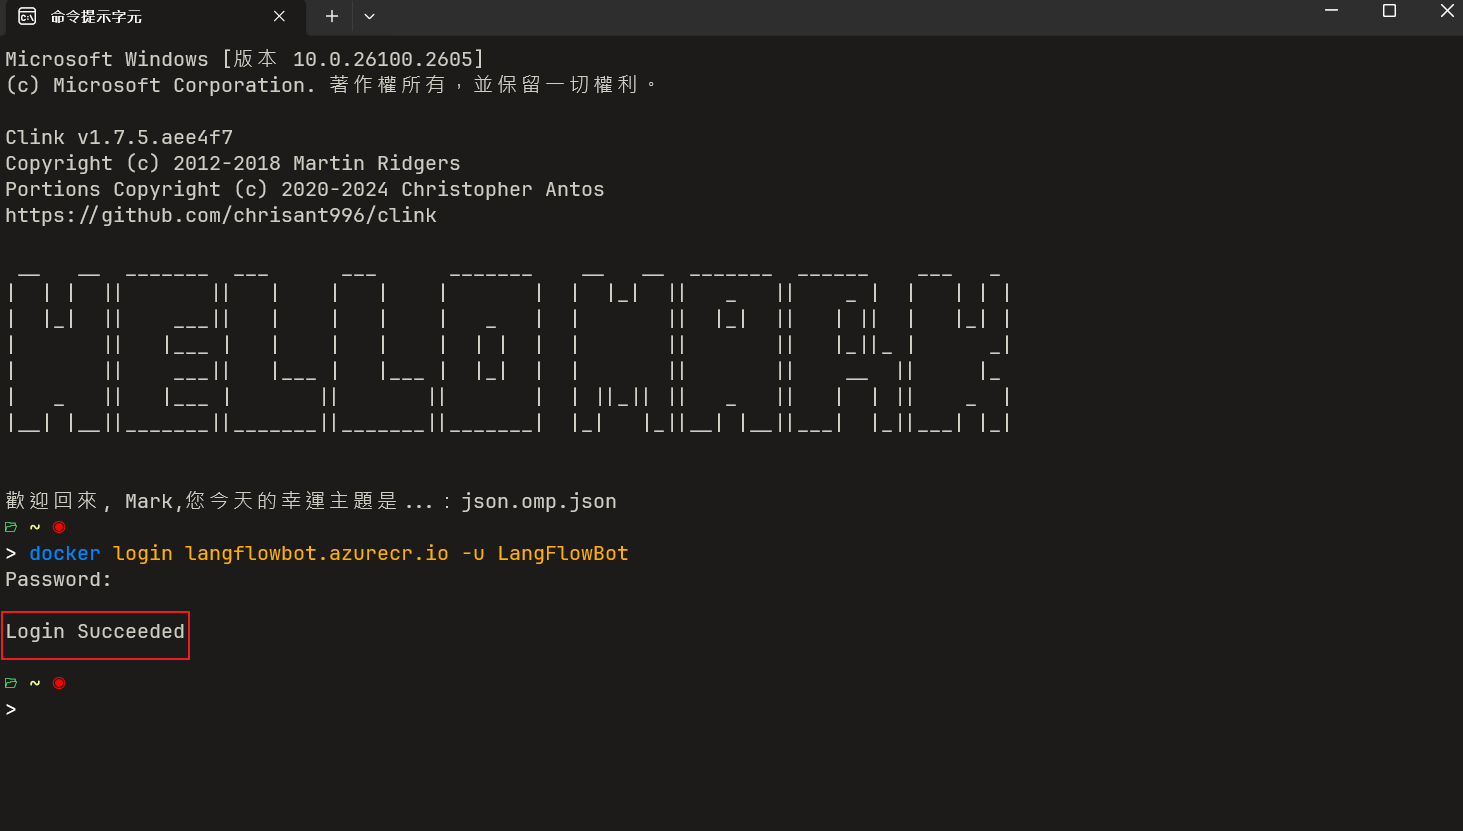 命令提示字元
Microsoft Windows [版本 10.0.26100.2605]
(c) Microsoft Corporation. 著作權所有，並保留一切權利。
Clink v1.7.5.aee4f7
Copyright (c) 2012-2018 Martin Ridgers
Portions Copyright (c) 2020-2024 Christopher Antos
https://github.com/chrisant996/clink
HELLO MARK
歡迎回來, Mark,您今天的幸運主題是...：json.omp.json
~
> docker login langflowbot.azurecr.io -u LangFlowBot
Password:
Login Succeeded
~
>